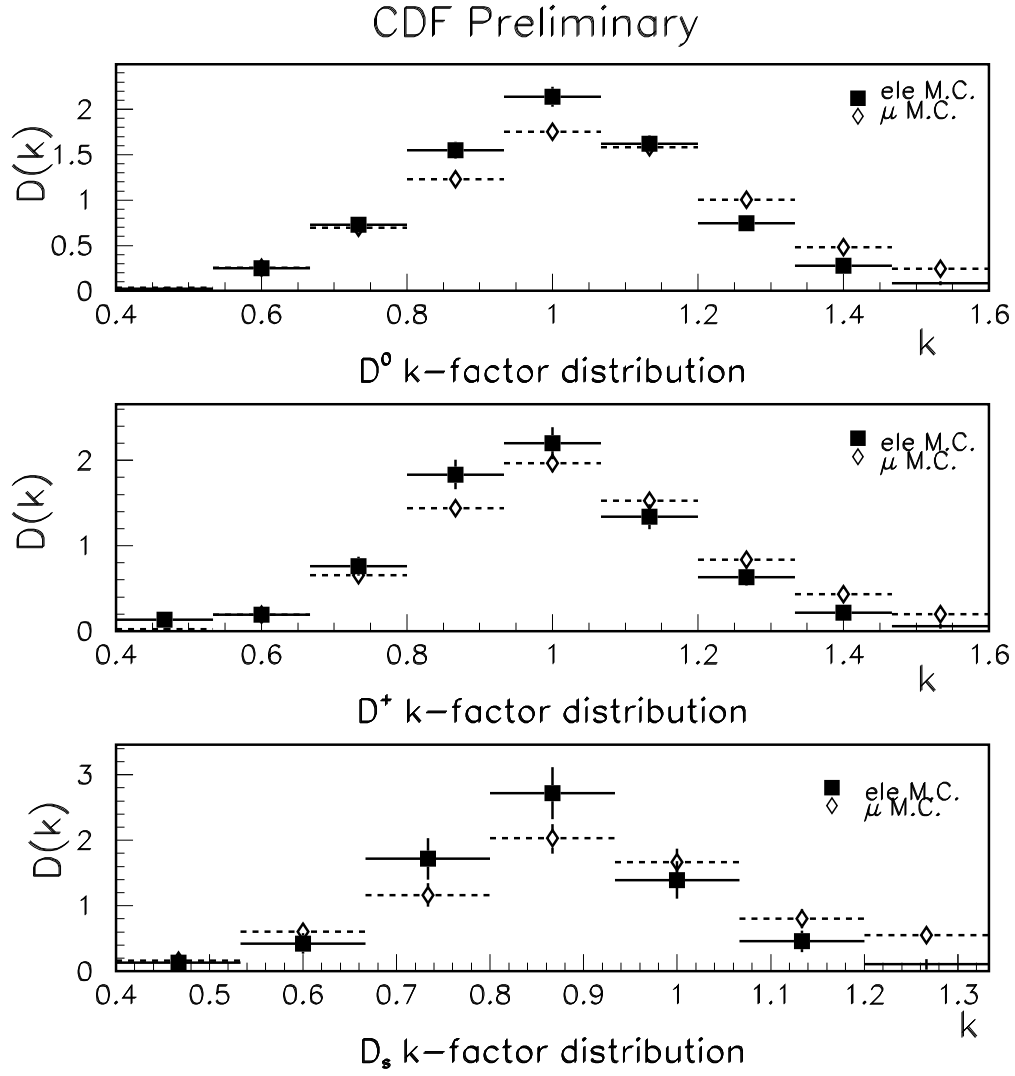 CDF Preliminary
D(k)
2
1.5
1
0.5
0
ele M.C.
μ M.C.
0.4 0.6 0.8 1 1.2 1.4 1.6
k
D⁰ k-factor distribution
D(k)
2
1
0
ele M.C.
μ M.C.
0.4 0.6 0.8 1 1.2 1.4 1.6
k
D⁺ k-factor distribution
D(k)
3
2
1
0
ele M.C.
μ M.C.
0.4 0.5 0.6 0.7 0.8 0.9 1 1.1 1.2 1.3
k
Dₛ k-factor distribution